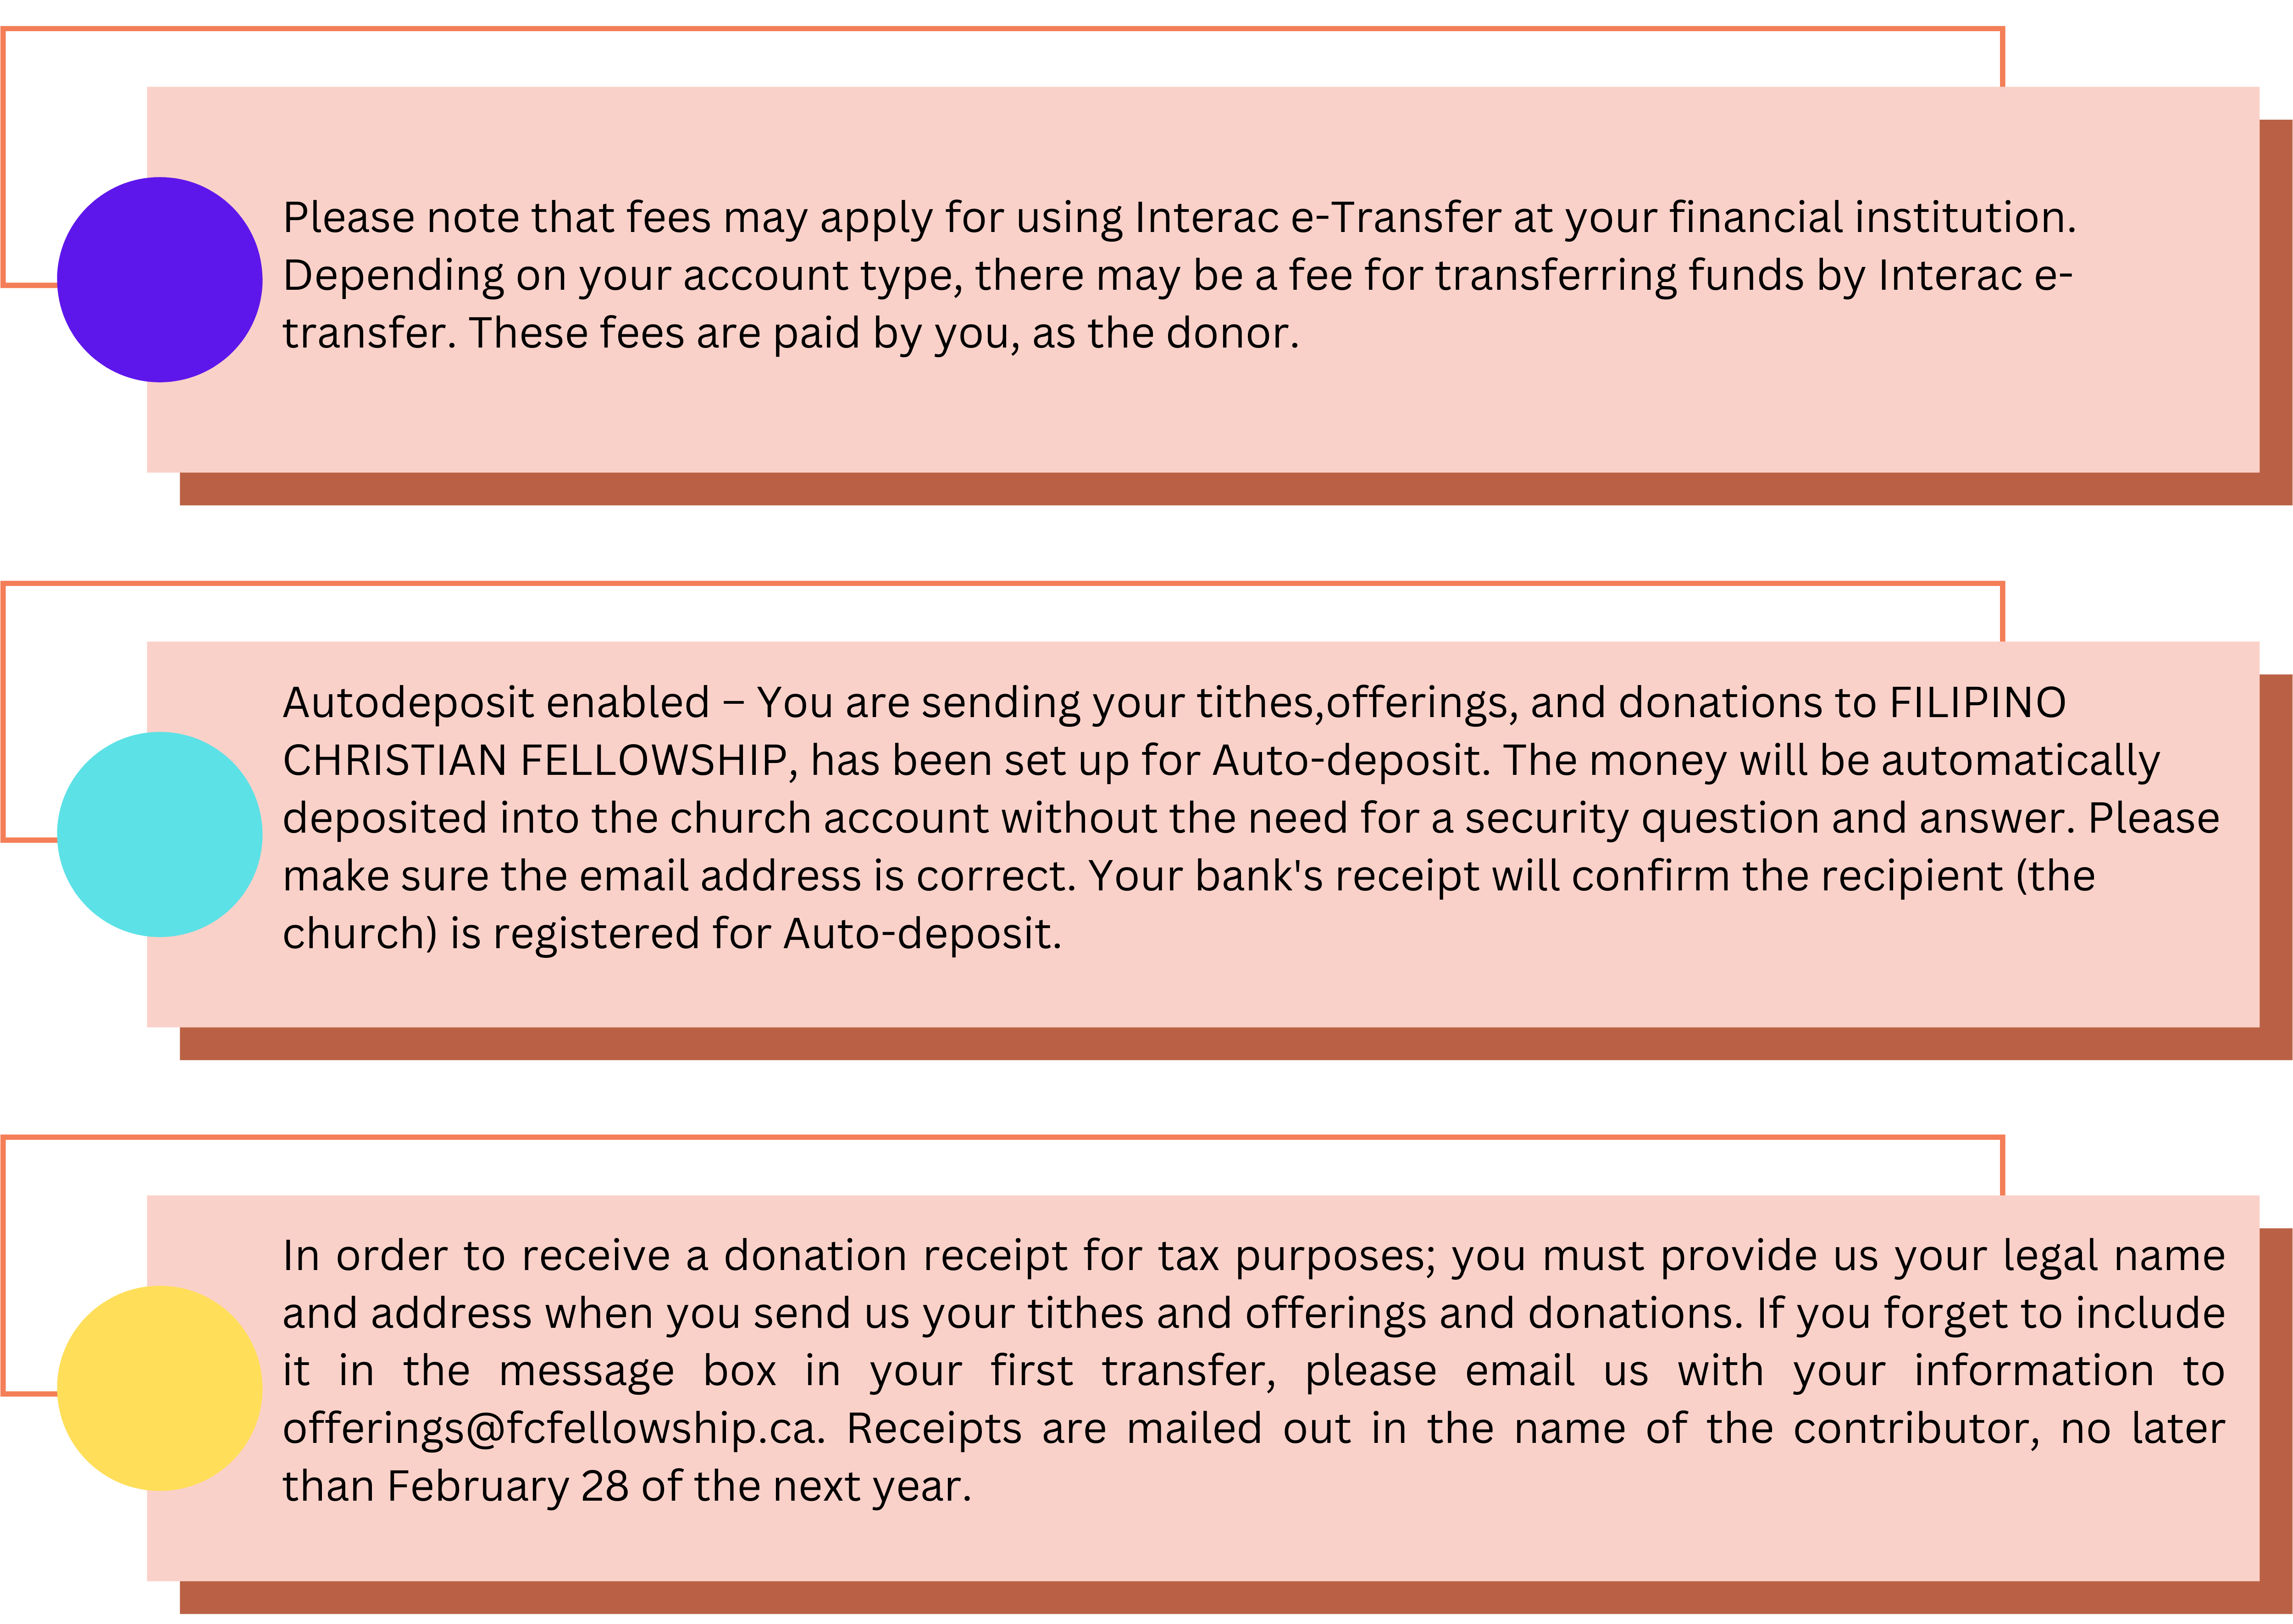 Please note that fees may apply for using Interac e-Transfer at your financial institution.
Depending on your account type, there may be a fee for transferring funds by Interac e-
transfer. These fees are paid by you, as the donor.
Autodeposit enabled – You are sending your tithes,offerings, and donations to FILIPINO
CHRISTIAN FELLOWSHIP, has been set up for Auto-deposit. The money will be automatically
deposited into the church account without the need for a security question and answer. Please
make sure the email address is correct. Your bank's receipt will confirm the recipient (the
church) is registered for Auto-deposit.
In order to receive a donation receipt for tax purposes; you must provide us your legal name
and address when you send us your tithes and offerings and donations. If you forget to include
it in the message box in your first transfer, please email us with your information to
offerings@fcfellowship.ca. Receipts are mailed out in the name of the contributor, no later
than February 28 of the next year.